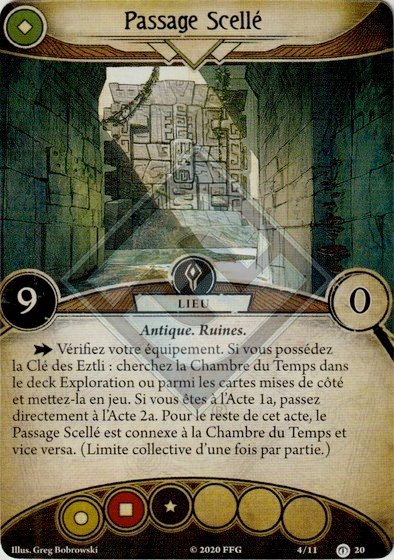 Passage Scellé
9
0
LIEU
Antique. Ruines.
Vérifiez votre équipement. Si vous possédez
la Clé des Eztli : cherchez la Chambre du Temps dans
le deck Exploration ou parmi les cartes mises de côté
et mettez-la en jeu. Si vous êtes à l'Acte 1a, passez
directement à l'Acte 2a. Pour le reste de cet acte, le
Passage Scellé est connexe à la Chambre du Temps et
vice versa. (Limite collective d'une fois par partie.)
Illus. Greg Bobrowski © 2020 FFG 4/11 20